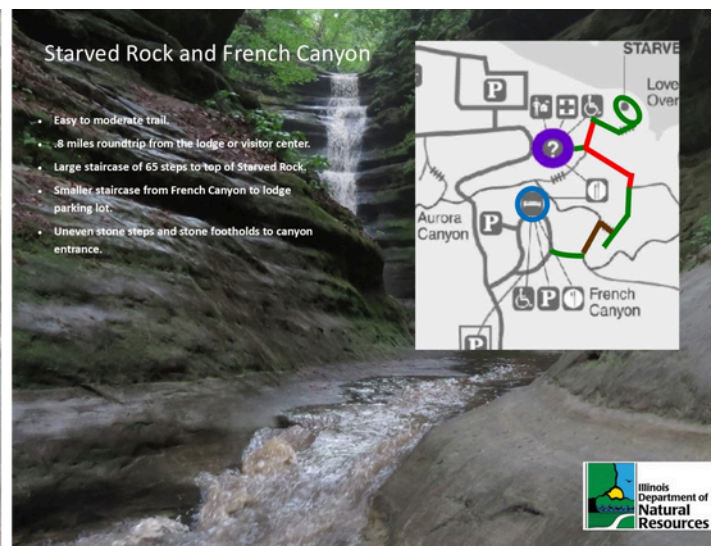 Starved Rock and French Canyon
Easy to moderate trail.
.8 miles roundtrip from the lodge or visitor center.
Large staircase of 65 steps to top of Starved Rock.
Smaller staircase from French Canyon to lodge
parking lot.
Uneven stone steps and stone footholds to canyon
entrance.
STARVE
Love
Over
P
?
Aurora
Canyon
P
P
French
Canyon
P
Illinois
Department of
Natural
Resources